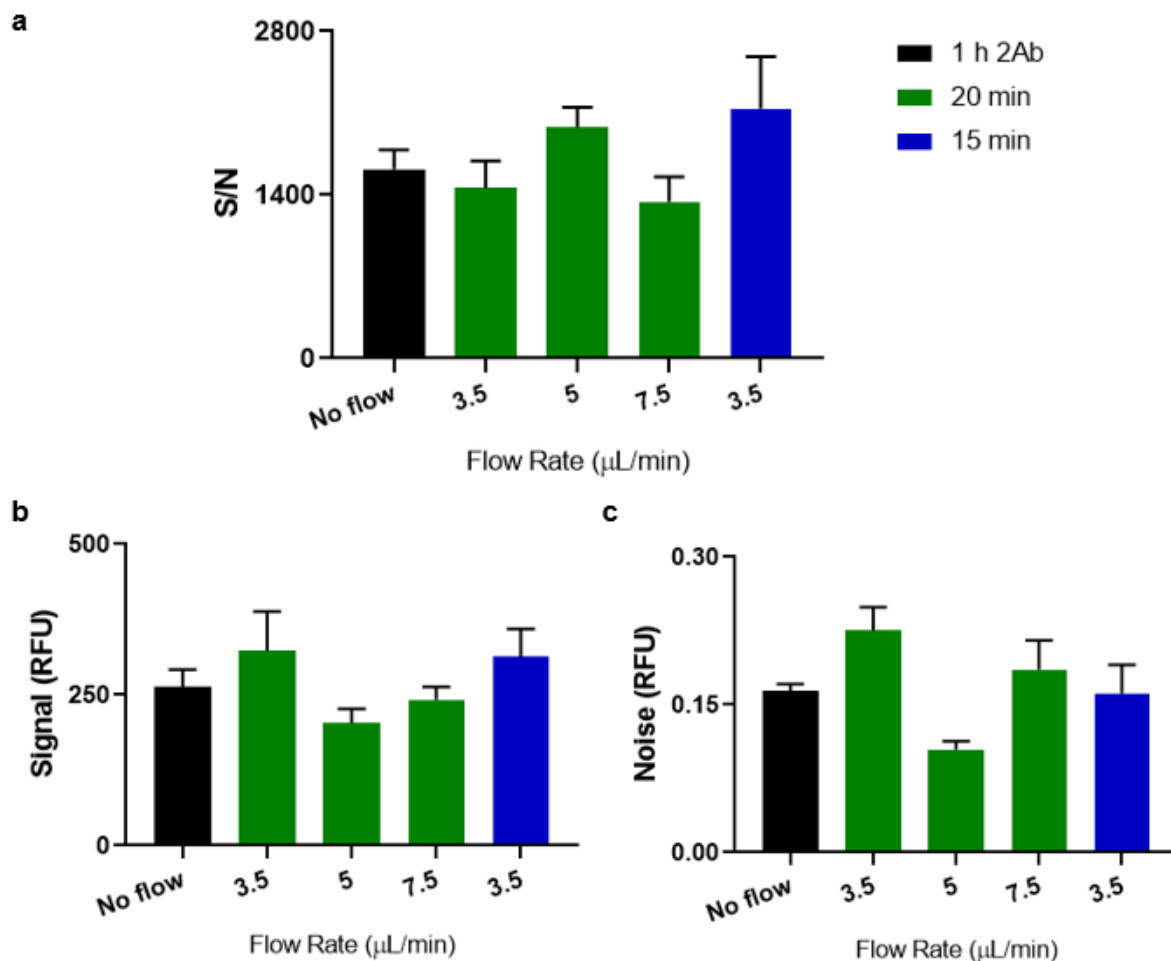 a
2800
1400
0
S/N
No flow
3.5
5
7.5
3.5
Flow Rate (μL/min)
1 h 2Ab
20 min
15 min
b
500
250
0
Signal (RFU)
No flow
3.5
5
7.5
3.5
Flow Rate (μL/min)
c
0.30
0.15
0.00
Noise (RFU)
No flow
3.5
5
7.5
3.5
Flow Rate (μL/min)